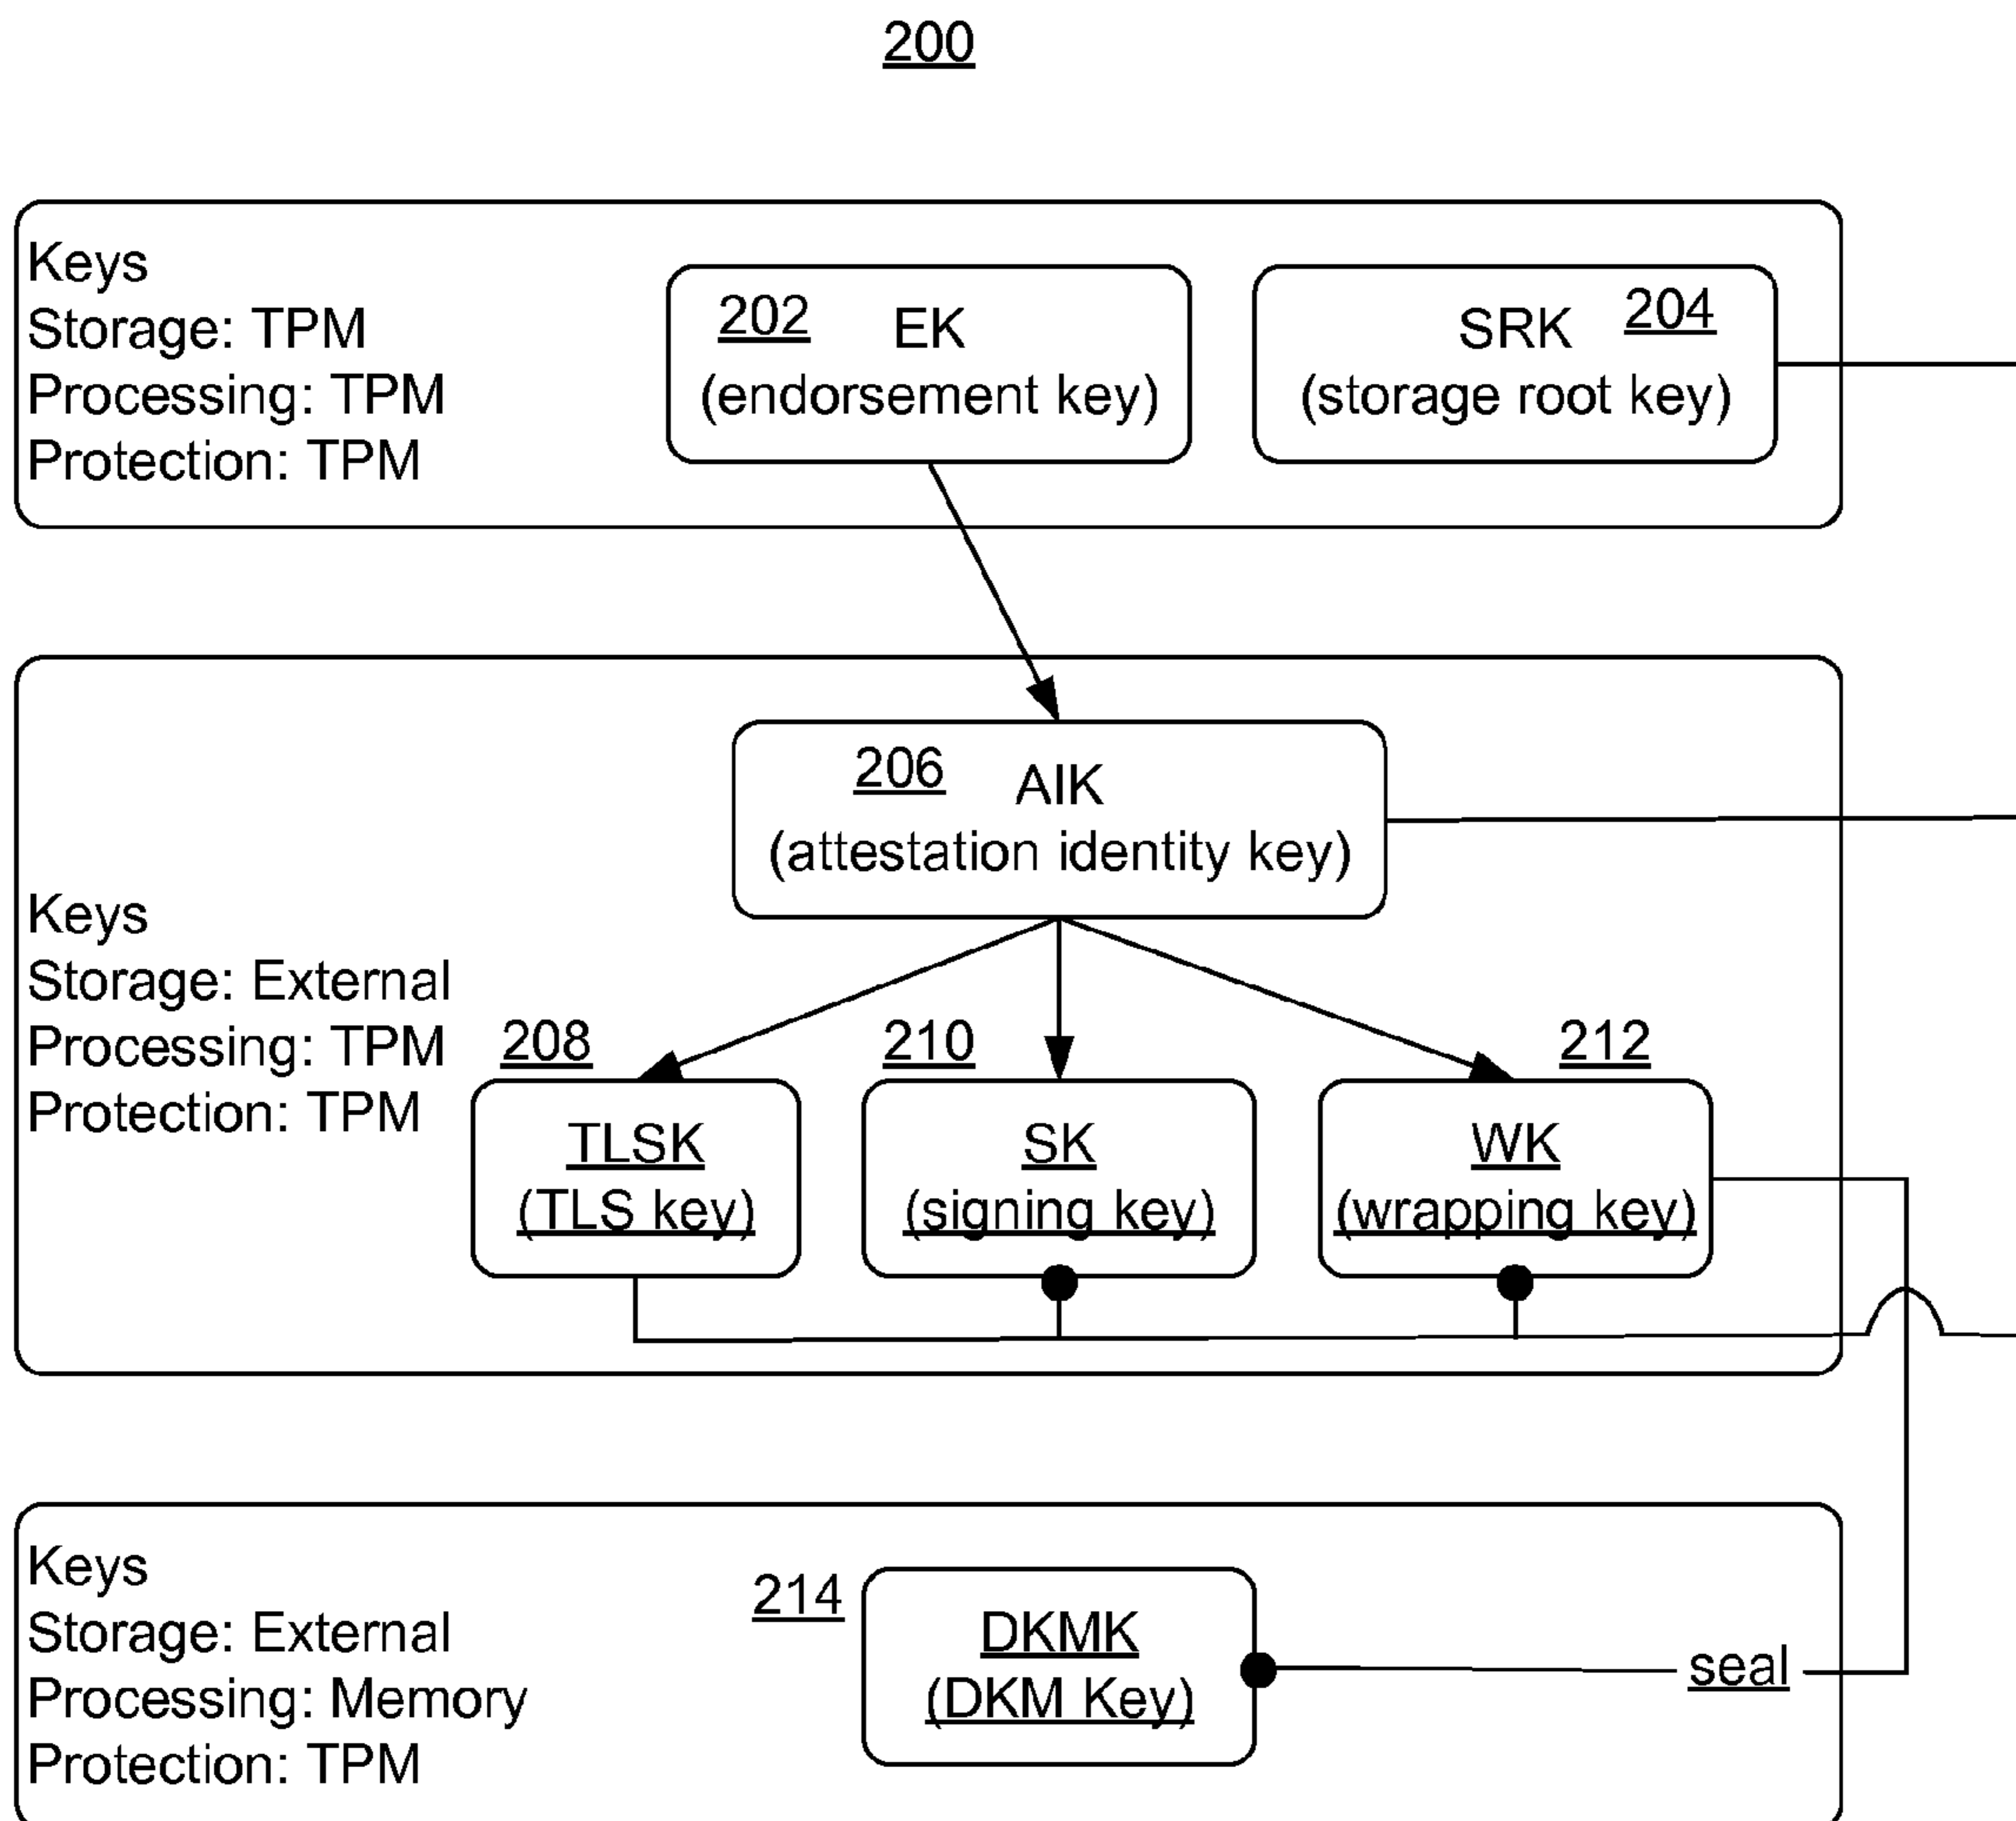 200
Keys
Storage: TPM
Processing: TPM
Protection: TPM
202 EK
(endorsement key)
SRK 204
(storage root key)
206 AIK
(attestation identity key)
Keys
Storage: External
Processing: TPM
Protection: TPM
208
TLSK
(TLS key)
210
SK
(signing key)
212
WK
(wrapping key)
Keys
Storage: External
Processing: Memory
Protection: TPM
214
DKMK
(DKM Key)
seal